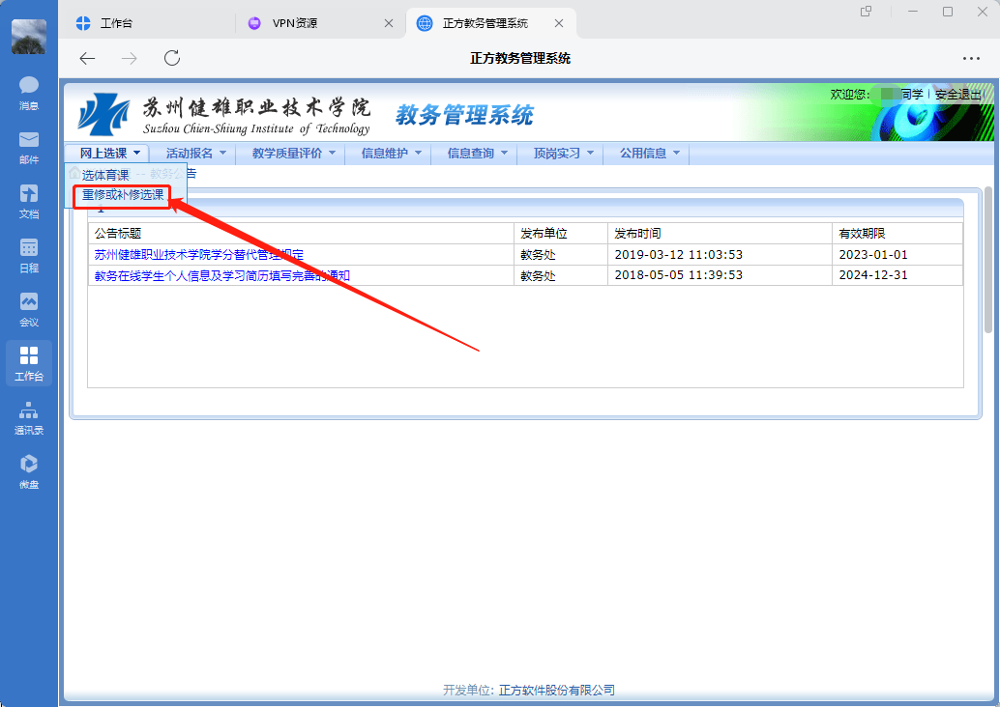 工作台
VPN资源
正方教务管理系统
正方教务管理系统
消息
邮件
文档
日程
会议
工作台
通讯录
微盘
苏州健雄职业技术学院
Suzhou Chien-Shiung Institute of Technology
教务管理系统
欢迎您: 同学 | 安全退出
网上选课 活动报名 教学质量评价 信息维护 信息查询 顶岗实习 公用信息
选体育课 -- 教务公告
重修或补修选课
1
公告标题 发布单位 发布时间 有效期限
苏州健雄职业技术学院学分替代管理规定 教务处 2019-03-12 11:03:53 2023-01-01
教务在线学生个人信息及学习简历填写完善的通知 教务处 2018-05-05 11:39:53 2024-12-31
开发单位: 正方软件股份有限公司